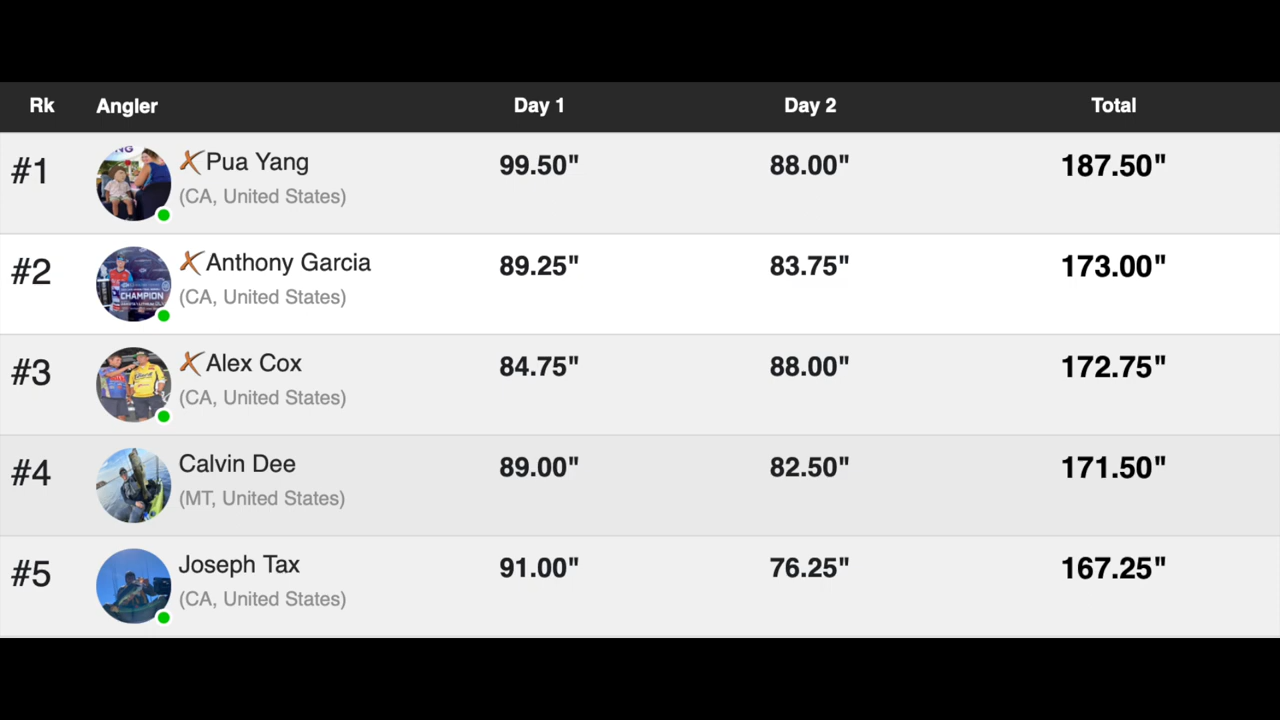 Rk Angler Day 1 Day 2 Total
#1 Pua Yang 99.50" 88.00" 187.50"
(CA, United States)
#2 Anthony Garcia 89.25" 83.75" 173.00"
(CA, United States)
CHAMPION
#3 Alex Cox 84.75" 88.00" 172.75"
(CA, United States)
#4 Calvin Dee 89.00" 82.50" 171.50"
(MT, United States)
#5 Joseph Tax 91.00" 76.25" 167.25"
(CA, United States)